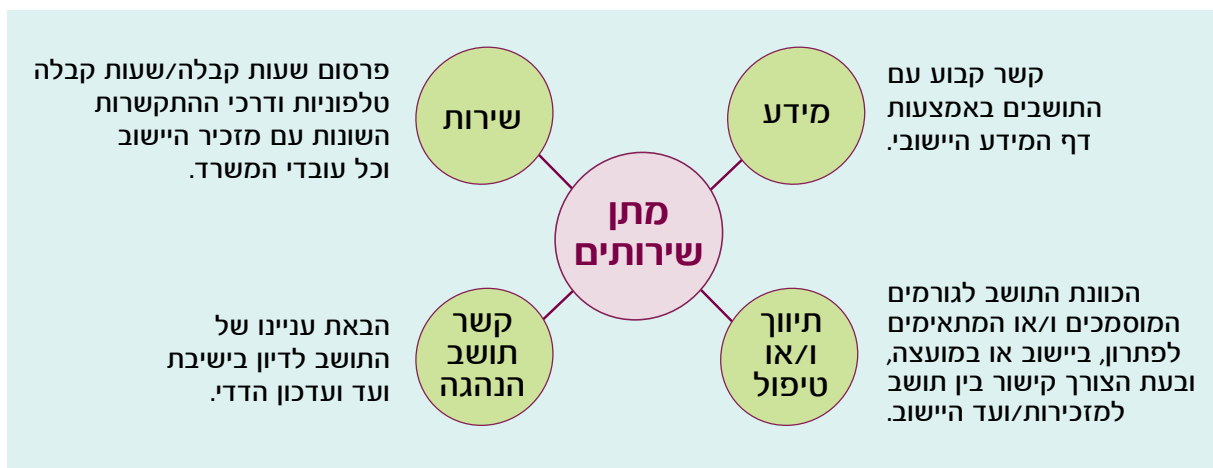 מתן
שירותים
מידע
קשר קבוע עם
התושבים באמצעות
דף המידע היישובי.
שירות
פרסום שעות קבלה/שעות קבלה
טלפוניות ודרכי ההתקשרות
השונות עם מזכיר היישוב
וכל עובדי המשרד.
תיווך
ו/או
טיפול
הכוונת התושב לגורמים
המוסמכים ו/או המתאימים
לפתרון, ביישוב או במועצה,
ובעת הצורך קישור בין תושב
למזכירות/ועד היישוב.
קשר
תושב
הנהגה
הבאת עניינו של
התושב לדיון בישיבת
ועד ועדכון הדדי.